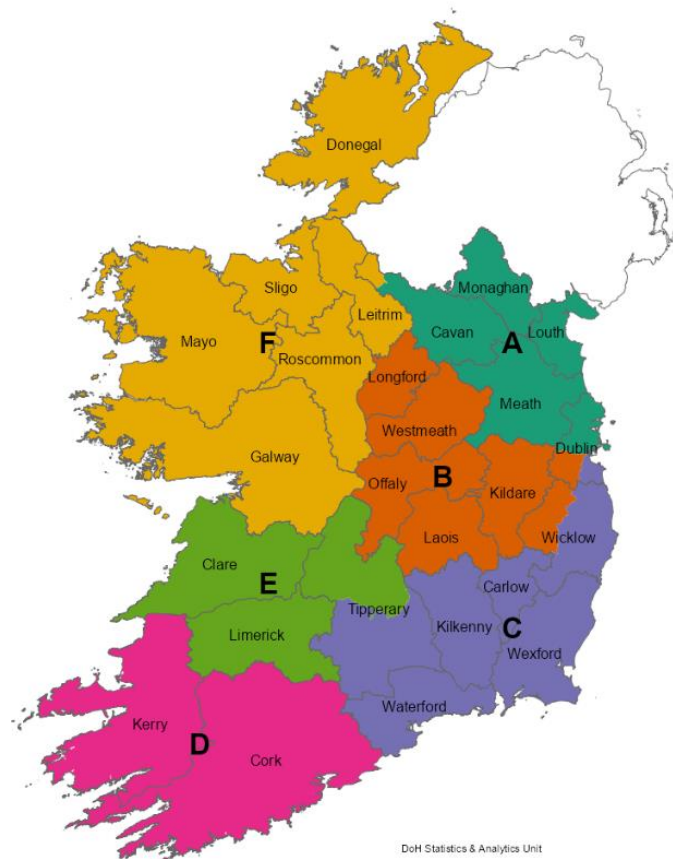 Donegal
Sligo
Monaghan
Leitrim
Cavan
Louth
Mayo
F
A
Roscommon
Longford
Meath
Westmeath
Dublin
Galway
Offaly
B
Kildare
Laois
Wicklow
Clare
E
Carlow
Tipperary
Limerick
Kilkenny
C
Wexford
Waterford
Kerry
D
Cork
DoH Statistics & Analytics Unit